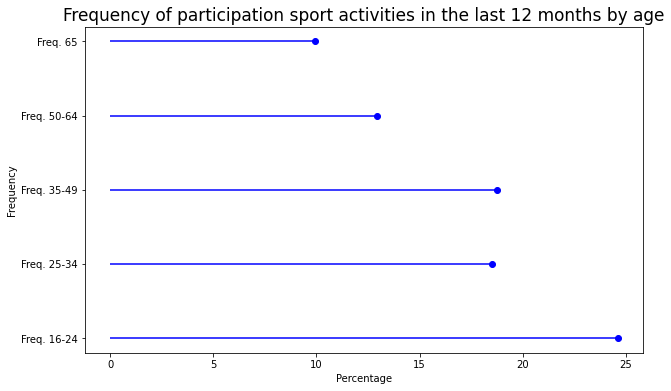 Frequency of participation sport activities in the last 12 months by age
Freq. 65
Freq. 50-64
Freq. 35-49
Freq. 25-34
Freq. 16-24
Frequency
0 5 10 15 20 25
Percentage